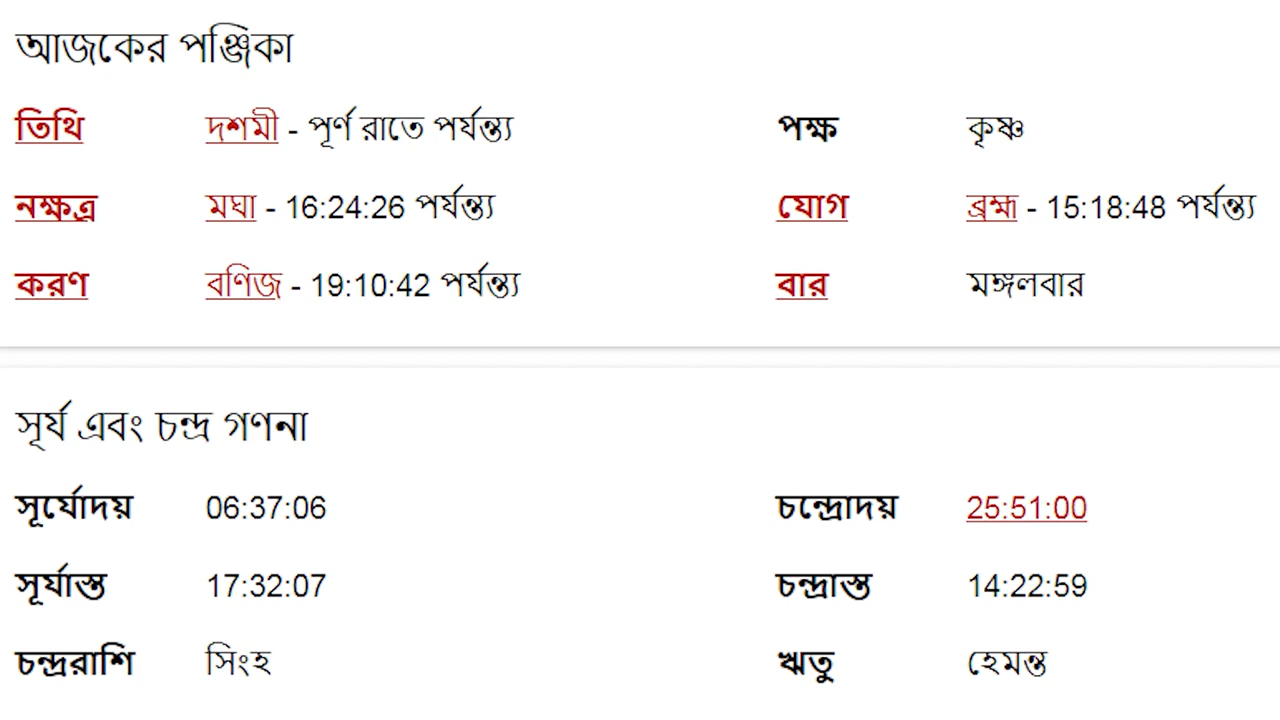 আজকের পঞ্জিকা
তিথি দশমী - পূর্ণ রাতে পর্যন্ত্য পক্ষ কৃষ্ণ
নক্ষত্র মঘা - 16:24:26 পর্যন্ত্য যোগ ব্রহ্ম - 15:18:48 পর্যন্ত্য
করণ বণিজ - 19:10:42 পর্যন্ত্য বার মঙ্গলবার
সূর্য এবং চন্দ্র গণনা
সূর্যোদয় 06:37:06 চন্দ্রোদয় 25:51:00
সূর্যাস্ত 17:32:07 চন্দ্রাস্ত 14:22:59
চন্দ্ররাশি সিংহ ঋতু হেমন্ত